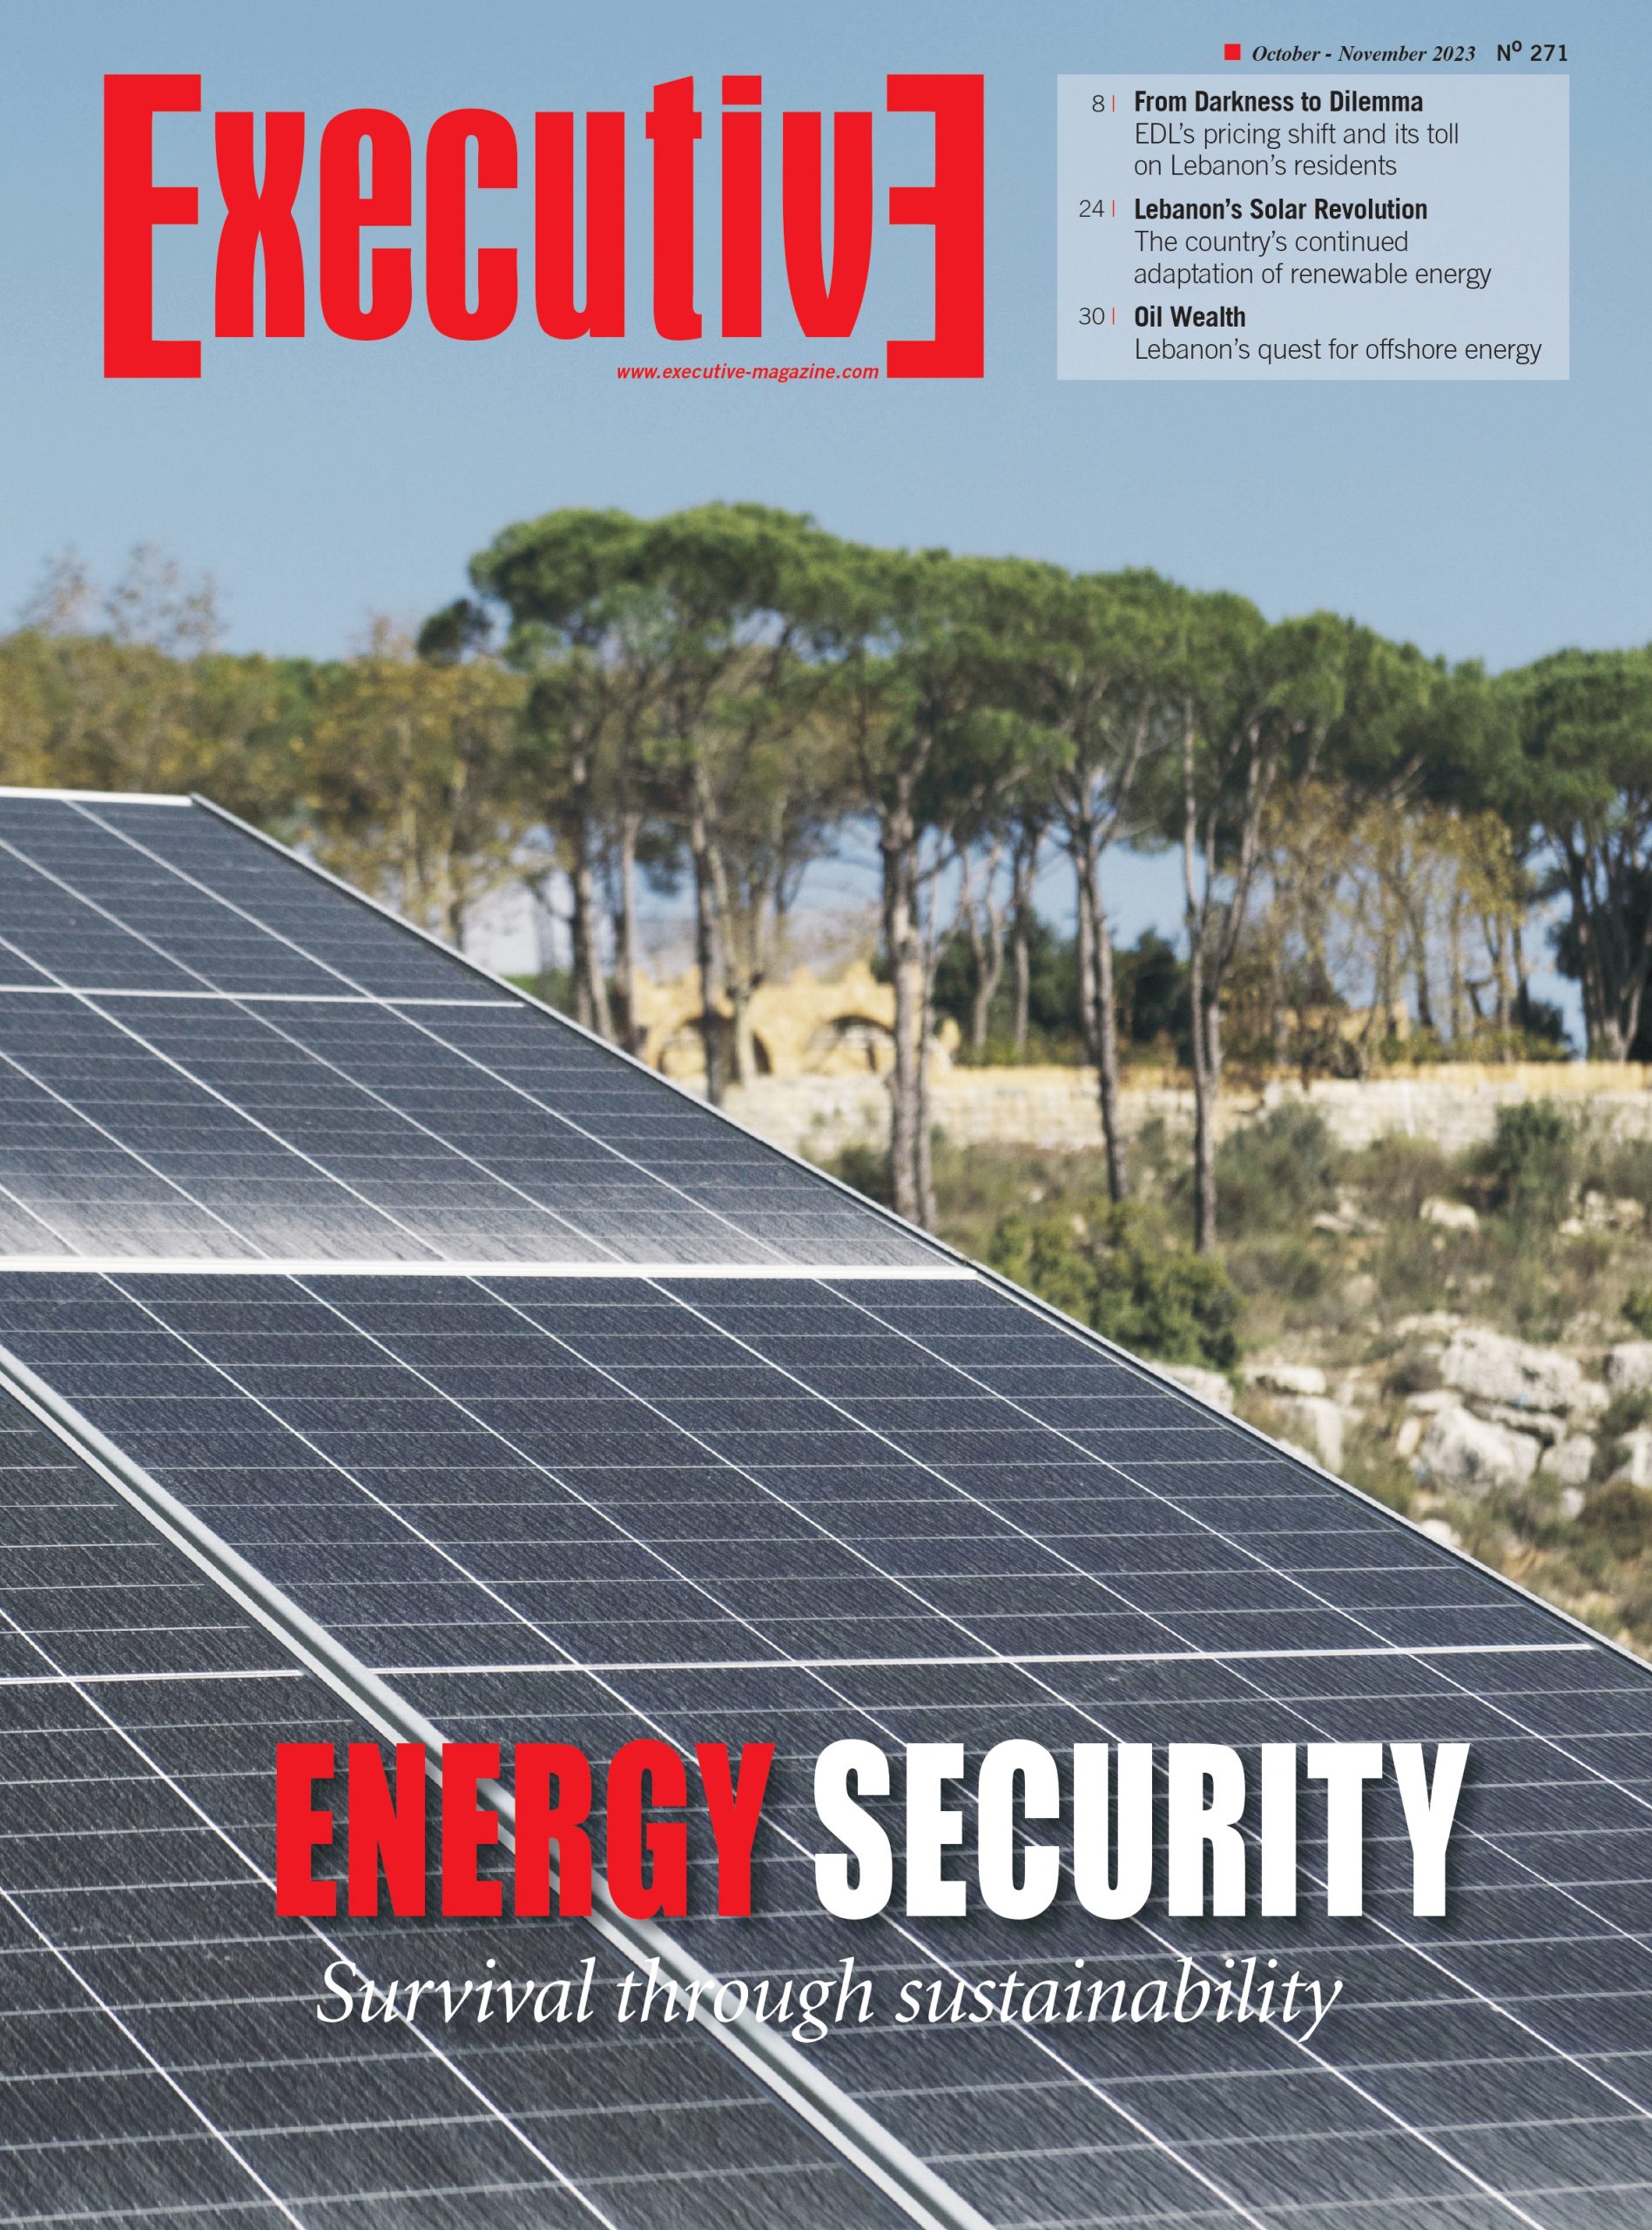 October - November 2023 Nº 271
Executive
www.executive-magazine.com
8 | From Darkness to Dilemma
EDL's pricing shift and its toll
on Lebanon's residents
24 | Lebanon's Solar Revolution
The country's continued
adaptation of renewable energy
30 | Oil Wealth
Lebanon's quest for offshore energy
ENERGY SECURITY
Survival through sustainability